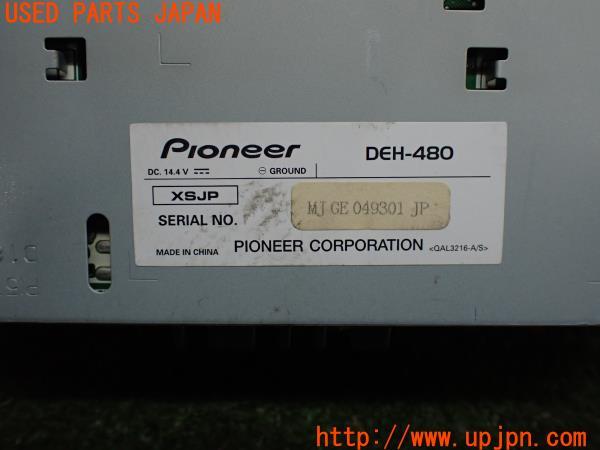 USED PARTS JAPAN
Pioneer
DEH-480
DC. 14.4 V
GROUND
XSJP
SERIAL NO.
MJ GE 049301 JP
MADE IN CHINA
PIONEER CORPORATION
<QAL3216-A/S>
http://www.upjpn.com